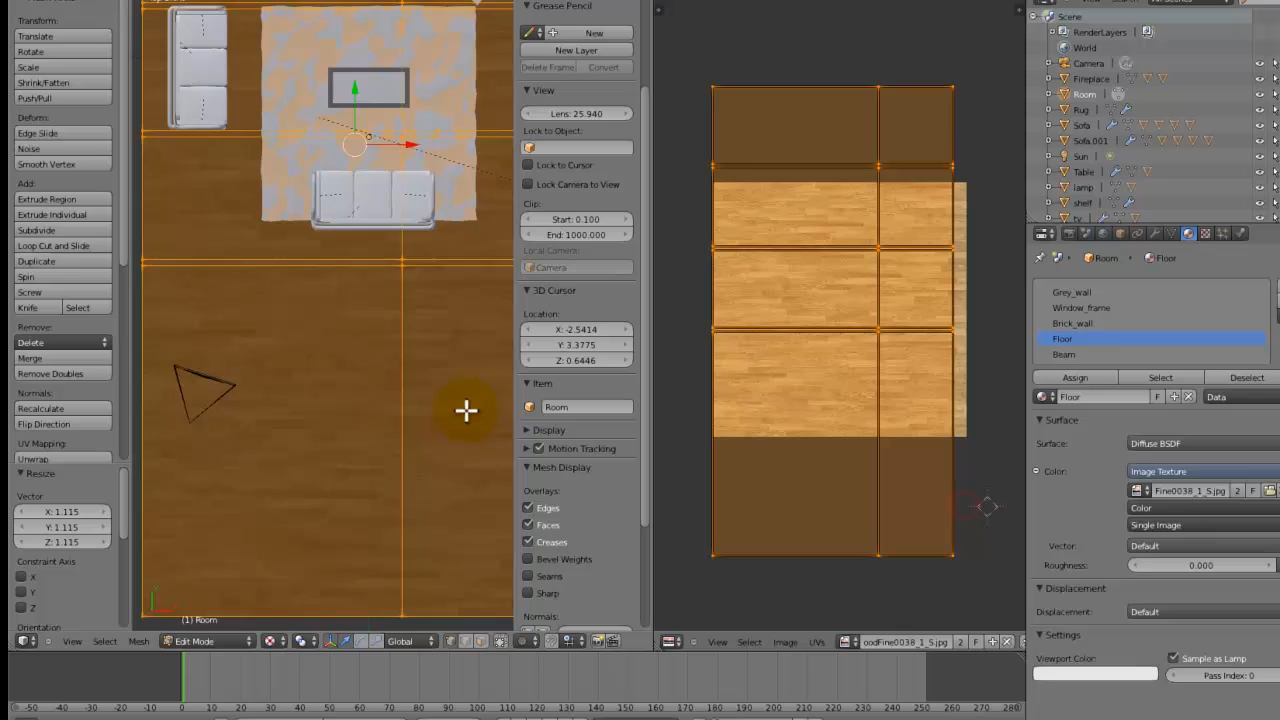 Transform:
Translate
Rotate
Scale
Shrink/Fatten
Push/Pull
Deform:
Edge Slide
Noise
Smooth Vertex
Add:
Extrude Region
Extrude Individual
Subdivide
Loop Cut and Slide
Duplicate
Spin
Screw
Knife Select
Remove:
Delete
Merge
Remove Doubles
Normals:
Recalculate
Flip Direction
UV Mapping:
Unwrap
Resize
Vector
X: 1.115
Y: 1.115
Z: 1.115
Constraint Axis
X
Y
Z
(1) Room
View Select Mesh Edit Mode Global
Grease Pencil
New
New Layer
Delete Frame Convert
View
Lens: 25.940
Lock to Object:
Lock to Cursor
Lock Camera to View
Clip:
Start: 0.100
End: 1000.000
Local Camera:
Camera
3D Cursor
Location:
X: -2.5414
Y: 3.3775
Z: 0.6446
Item
Room
Display
Motion Tracking
Mesh Display
Overlays:
Edges
Faces
Creases
Bevel Weights
Seams
Sharp
Normals:
View Select Image UVs oodFine0038_1_S.jpg 2 F
Scene
RenderLayers
World
Camera
Fireplace
Room
Rug
Sofa
Sofa.001
Sun
Table
lamp
shelf
tv
Room Floor
Grey_wall
Window_frame
Brick_wall
Floor
Beam
Assign Select Deselect
Floor F Data
Surface
Surface: Diffuse BSDF
Color: Image Texture
Fine0038_1_S.jpg 2 F
Color
Single Image
Vector: Default
Roughness: 0.000
Displacement
Displacement: Default
Settings
Viewport Color: Sample as Lamp
Pass Index: 0
-50 -40 -30 -20 -10 0 10 20 30 40 50 60 70 80 90 100 110 120 130 140 150 160 170 180 190 200 210 220 230 240 250 260 270 280